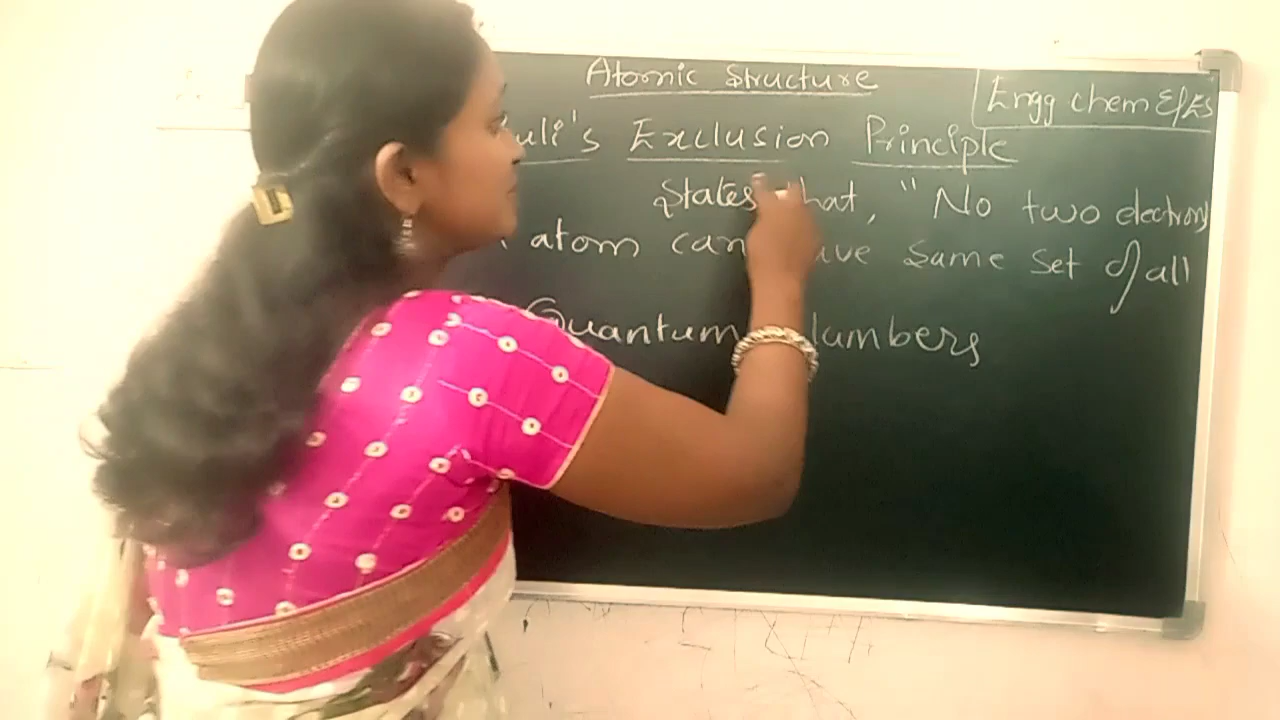 Atomic Structure
Engg chem E/Es
uli's Exclusion Principle
States that, "No two electrons
atom can have same set of all
Quantum Numbers